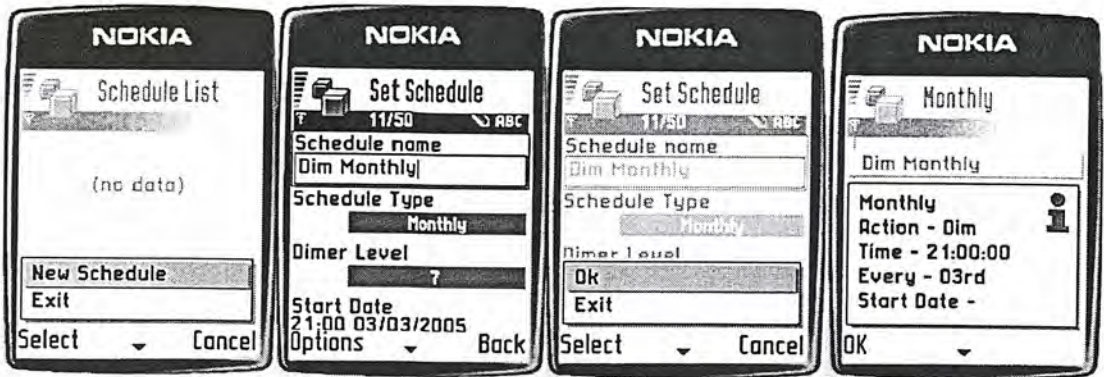 NOKIA
Schedule List
(no data)
New Schedule
Exit
Select Cancel
NOKIA
Set Schedule
11/50 ABC
Schedule name
Dim Monthly
Schedule Type
Monthly
Dimer Level
7
Start Date
21:00 03/03/2005
Options Back
NOKIA
Set Schedule
11/50 ABC
Schedule name
Dim Monthly
Schedule Type
Monthly
Dimer Level
Ok
Exit
Select Cancel
NOKIA
Monthly
Dim Monthly
Monthly
Action - Dim
Time - 21:00:00
Every - 03rd
Start Date -
OK